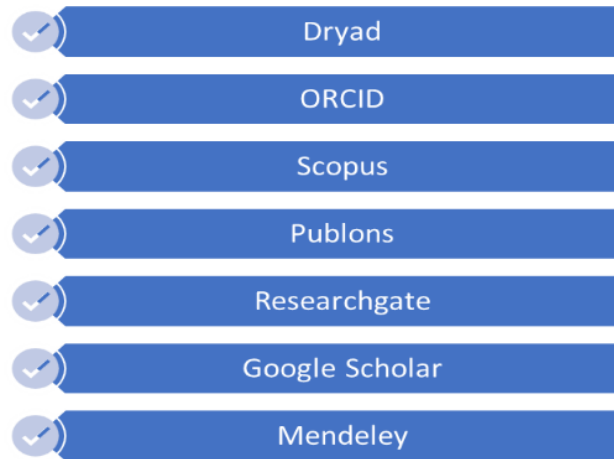 Dryad
ORCID
Scopus
Publons
Researchgate
Google Scholar
Mendeley